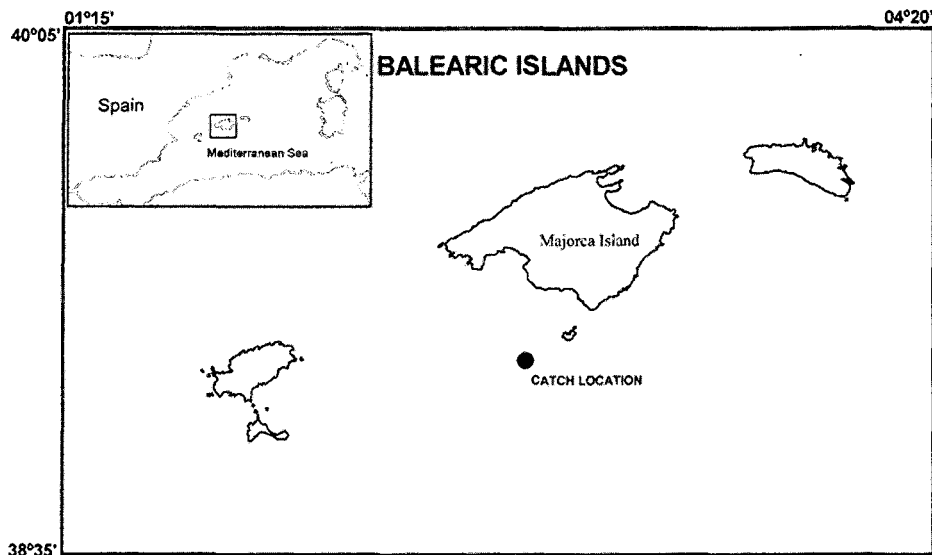 01°15'
04°20'
40°05'
BALEARIC ISLANDS
Spain
Mediterranean Sea
Majorca Island
CATCH LOCATION
38°35'